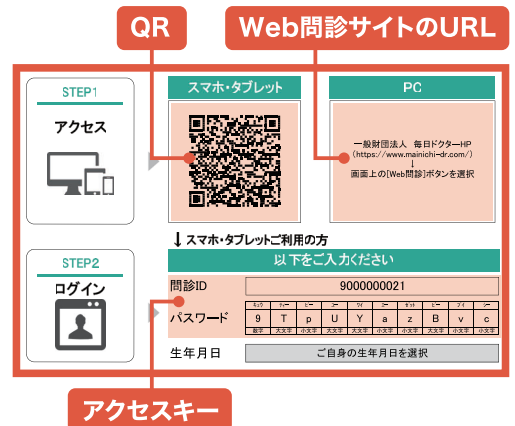 QR
Web問診サイトのURL
STEP1
アクセス
スマホ・タブレット
PC
一般財団法人 毎日ドクターHP
(https://www.mainichi-dr.com/)
↓
画面上の[Web問診]ボタンを選択
↓スマホ・タブレットご利用の方
STEP2
ログイン
以下をご入力ください
問診ID
9000000021
キュウ ティー ピー ユー ワイ エー ゼット ビー ブイ シー
パスワード
9 T p U Y a z B v c
数字 大文字 小文字 大文字 大文字 小文字 小文字 大文字 小文字 小文字
生年月日
ご自身の生年月日を選択
アクセスキー